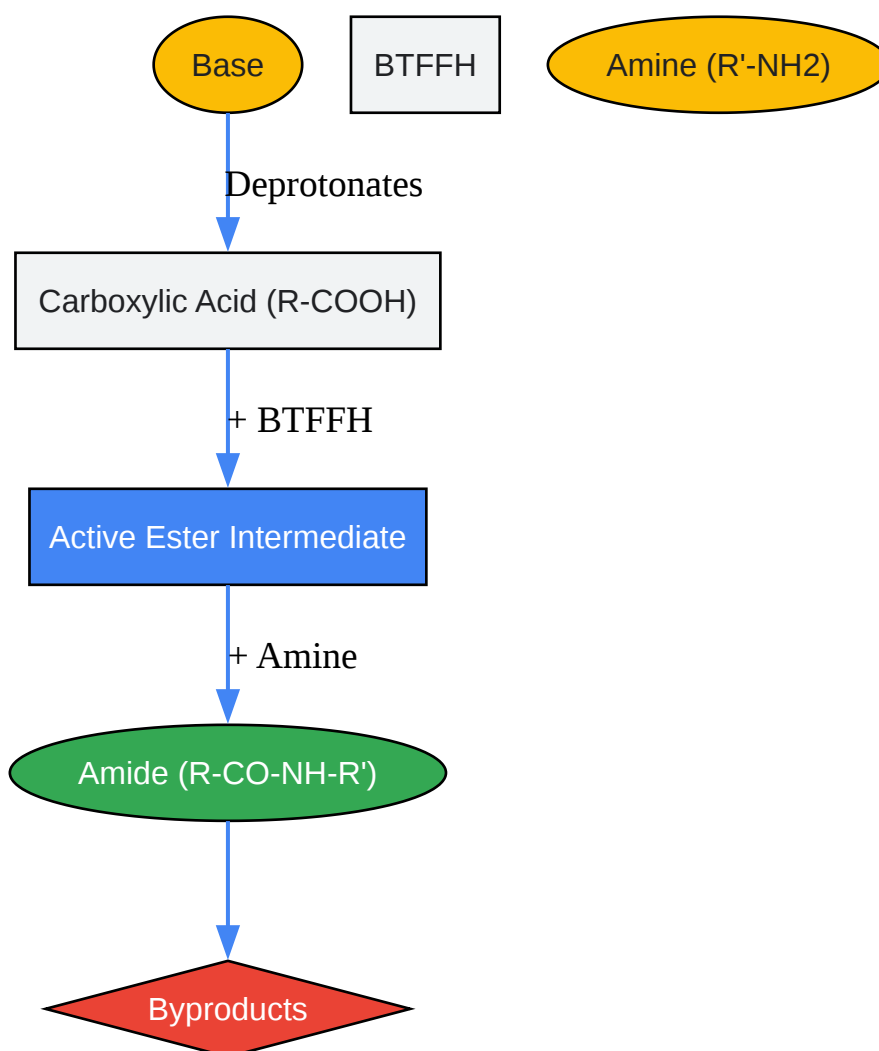 Base
BTFFH
Amine (R'-NH2)
Deprotonates
Carboxylic Acid (R-COOH)
+ BTFFH
Active Ester Intermediate
+ Amine
Amide (R-CO-NH-R')
Byproducts